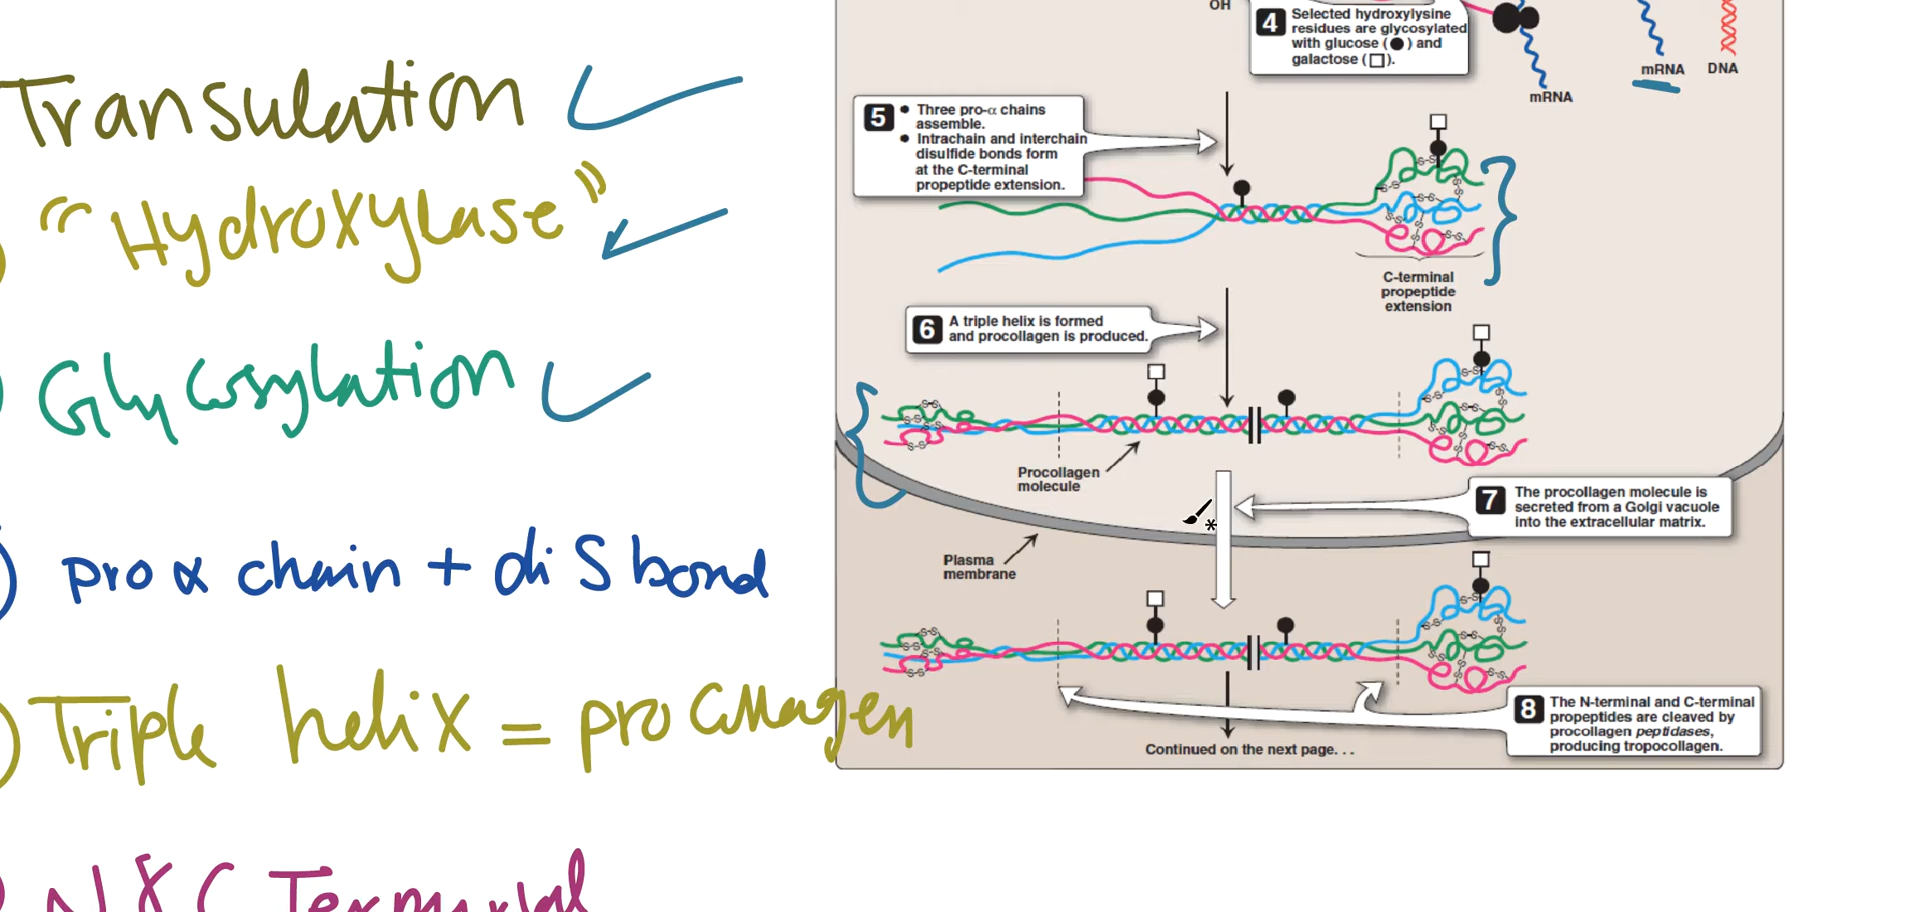 Transulation
"Hydroxylase"
Glycosylation
pro α chain + di S bond
Triple helix = procollagen
N & C Terminal
OH
4 Selected hydroxylysine
residues are glycosylated
with glucose (●) and
galactose (□).
mRNA
mRNA DNA
5 ● Three pro-α chains
assemble.
● Intrachain and interchain
disulfide bonds form
at the C-terminal
propeptide extension.
C-terminal
propeptide
extension
6 A triple helix is formed
and procollagen is produced.
Procollagen
molecule
7 The procollagen molecule is
secreted from a Golgi vacuole
into the extracellular matrix.
Plasma
membrane
8 The N-terminal and C-terminal
propeptides are cleaved by
procollagen peptidases,
producing tropocollagen.
Continued on the next page. . .